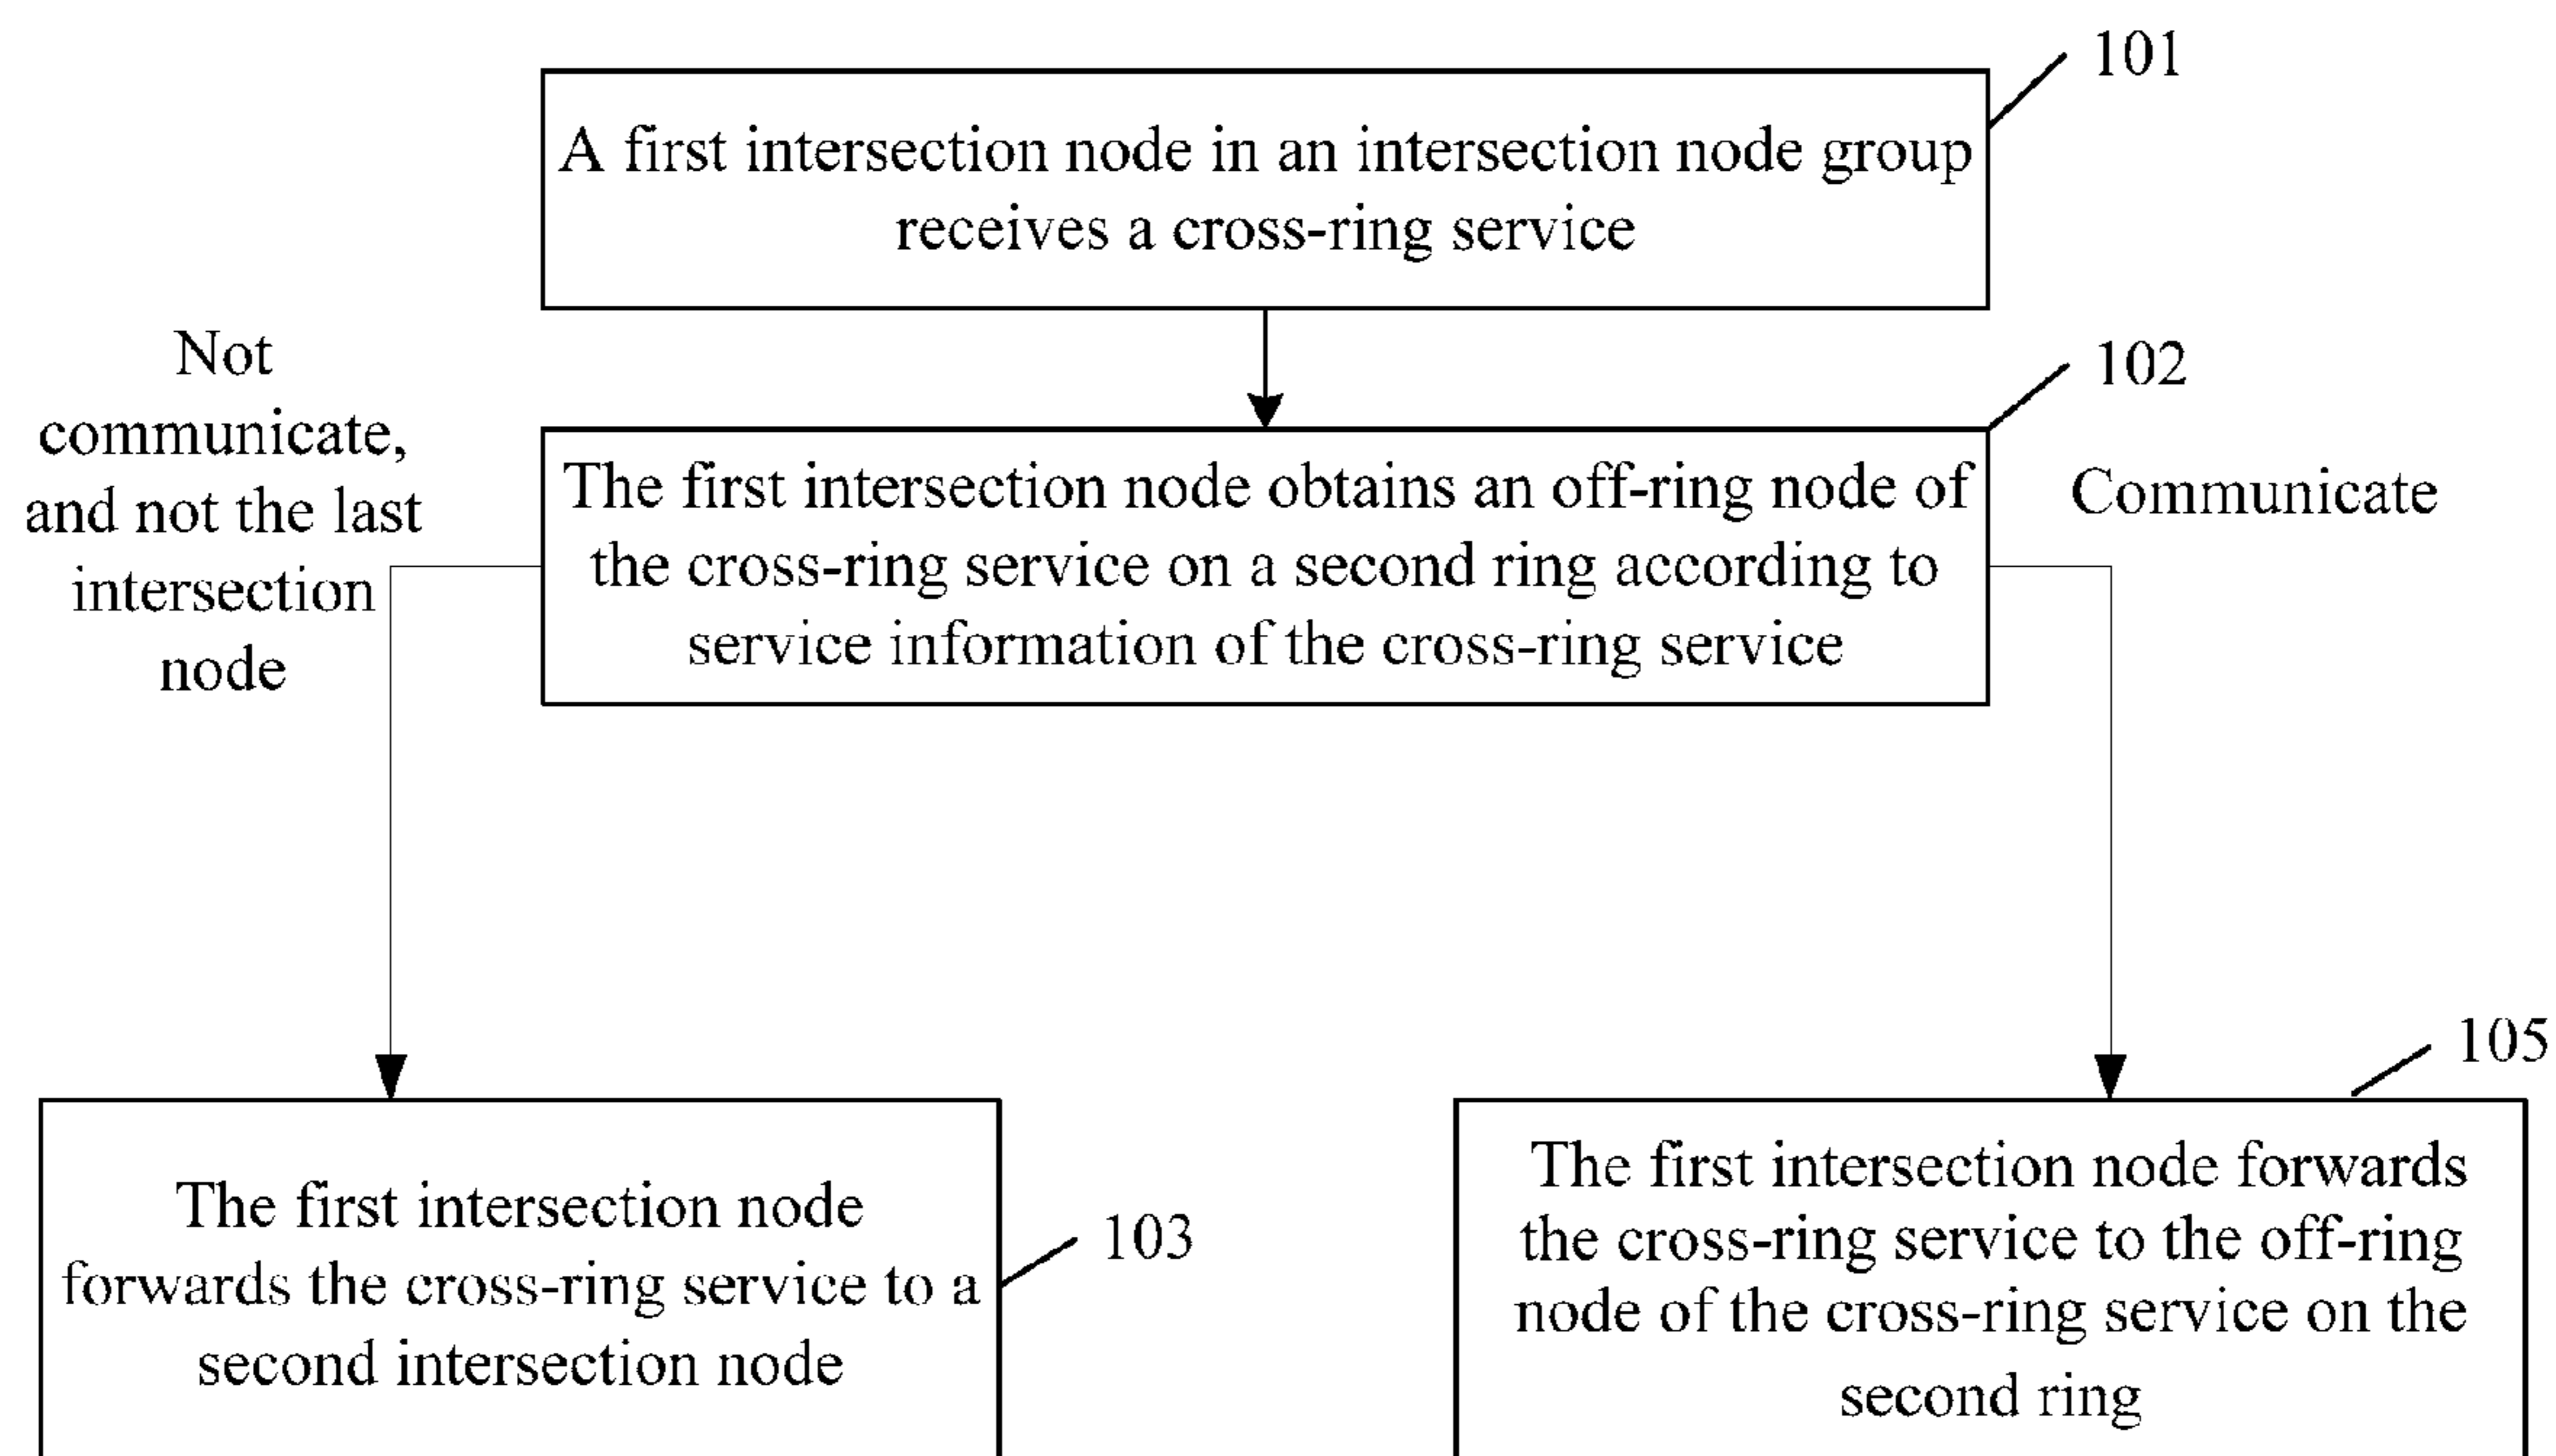 101
A first intersection node in an intersection node group
receives a cross-ring service
102
Not
communicate,
and not the last
intersection
node
The first intersection node obtains an off-ring node of
the cross-ring service on a second ring according to
service information of the cross-ring service
Communicate
105
The first intersection node
forwards the cross-ring service to a
second intersection node
103
The first intersection node forwards
the cross-ring service to the off-ring
node of the cross-ring service on the
second ring